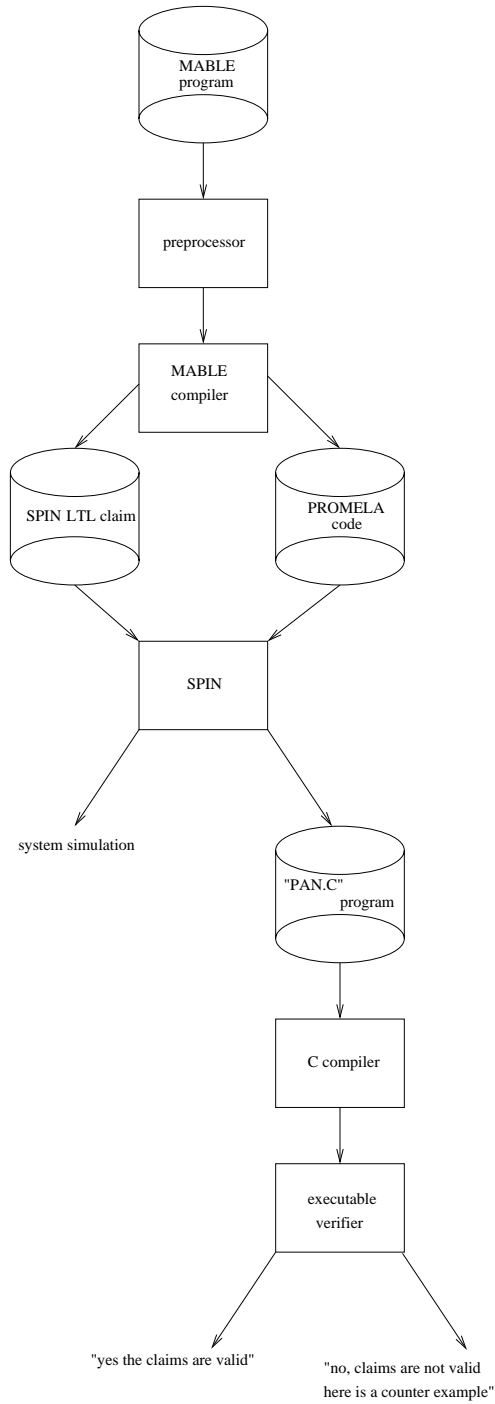 MABLE
program
preprocessor
MABLE
compiler
SPIN LTL claim
PROMELA
code
SPIN
system simulation
"PAN.C"
program
C compiler
executable
verifier
"yes the claims are valid"
"no, claims are not valid
here is a counter example"